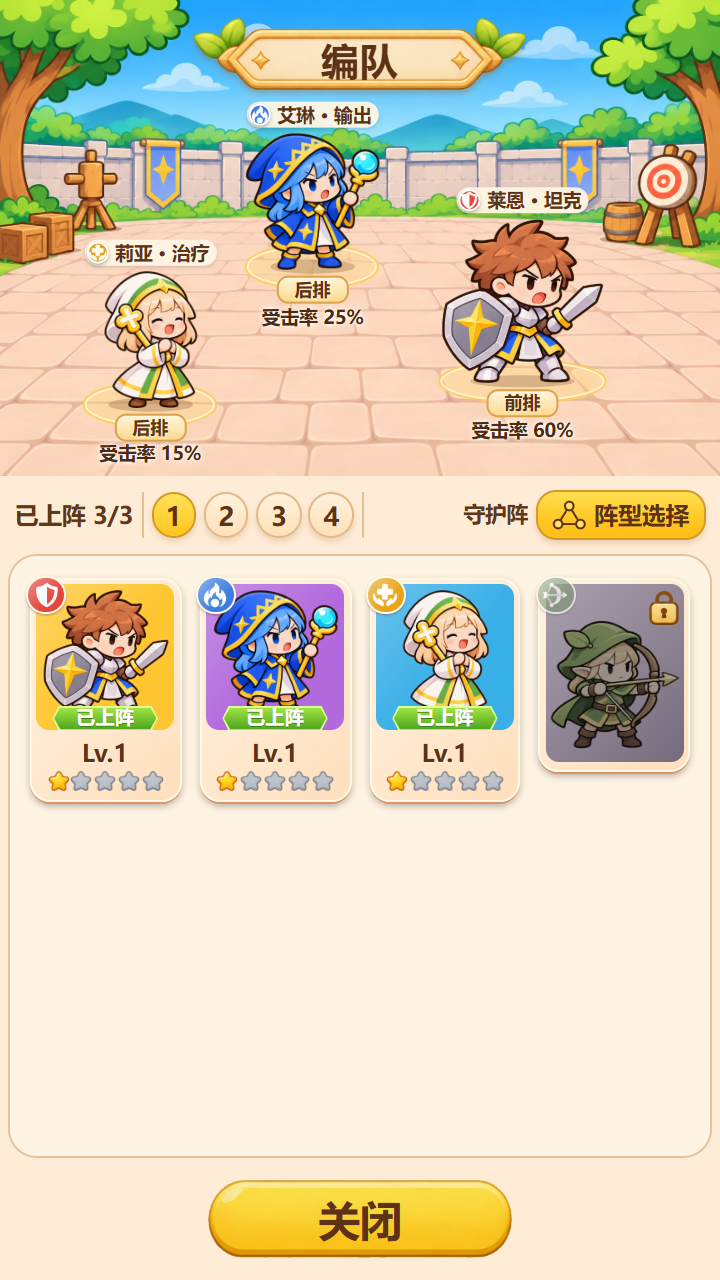 编队
艾琳·输出
莱恩·坦克
莉亚·治疗
后排
受击率 25%
前排
受击率 60%
后排
受击率 15%
已上阵 3/3
1
2
3
4
守护阵
阵型选择
已上阵
已上阵
已上阵
Lv.1
Lv.1
Lv.1
关闭